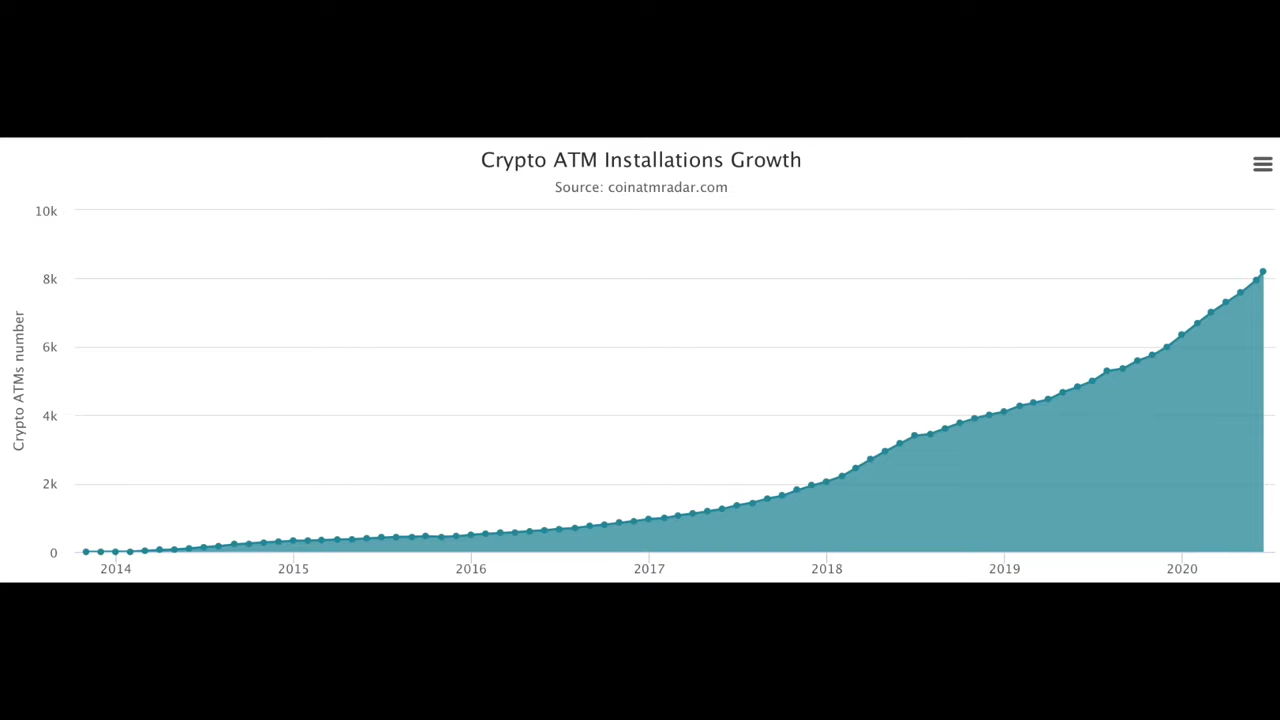 Crypto ATM Installations Growth
Source: coinatmradar.com
Crypto ATMs number
10k
8k
6k
4k
2k
0
2014 2015 2016 2017 2018 2019 2020